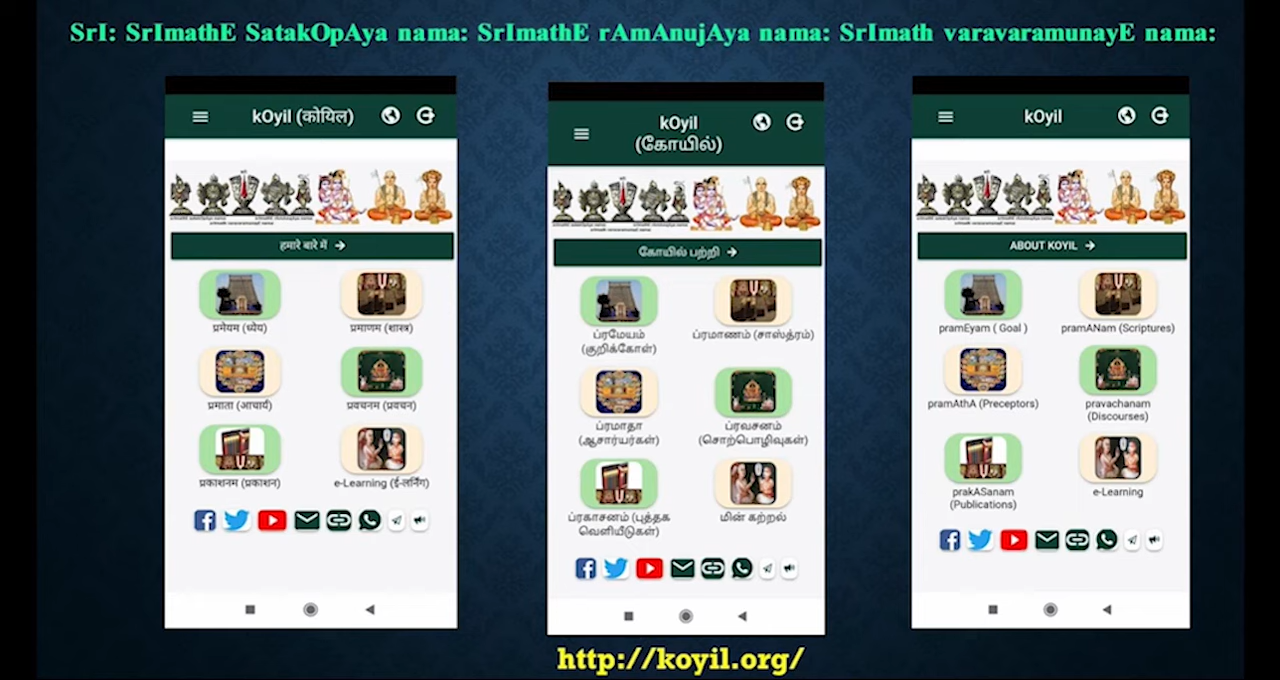 SrI: SrImathE SatakOpAya nama: SrImathE rAmAnujAya nama: SrImath varavaramunayE nama:
kOyil (कोयिल)
हमारे बारे में
प्रमेयम (ध्येय)
प्रमाणम (शास्त्र)
प्रमाता (आचार्य)
प्रवचनम (प्रवचन)
प्रकाशनम (प्रकाशन)
e-Learning (ई-लर्निंग)
kOyil
(கோயில்)
கோயில் பற்றி
ப்ரமேயம்
(குறிக்கோள்)
ப்ரமாணம் (சாஸ்த்ரம்)
ப்ரமாதா
(ஆசார்யர்கள்)
ப்ரவசனம்
(சொற்பொழிவுகள்)
ப்ரகாசனம் (புத்தக
வெளியீடுகள்)
மின் கற்றல்
kOyil
ABOUT KOYIL
pramEyam ( Goal )
pramANam (Scriptures)
pramAthA (Preceptors)
pravachanam
(Discourses)
prakASanam
(Publications)
e-Learning
http://koyil.org/